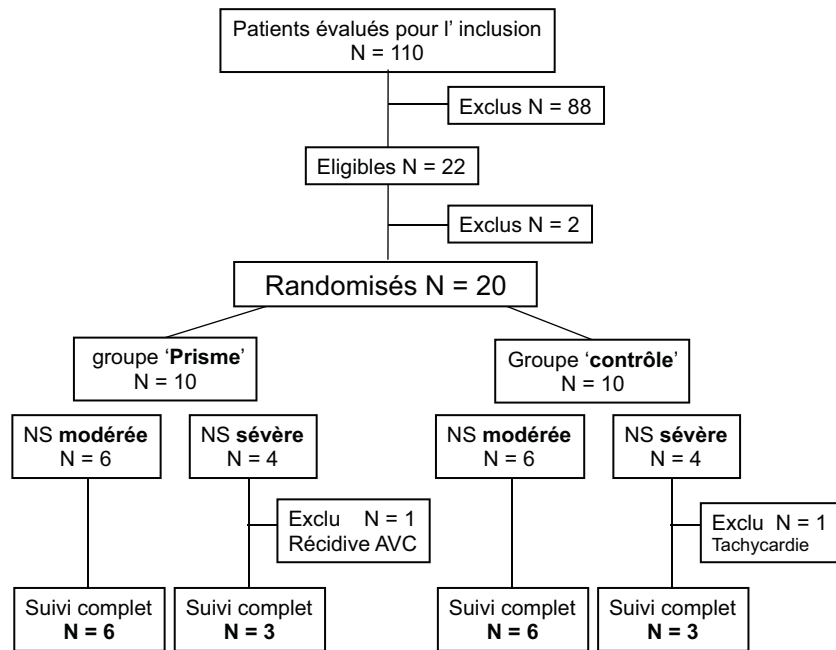 Patients évalués pour l’ inclusion
N = 110
Exclus N = 88
Eligibles N = 22
Exclus N = 2
Randomisés N = 20
groupe ‘Prisme’
N = 10
Groupe ‘contrôle’
N = 10
NS modérée
N = 6
NS sévère
N = 4
NS modérée
N = 6
NS sévère
N = 4
Exclu N = 1
Récidive AVC
Exclu N = 1
Tachycardie
Suivi complet
N = 6
Suivi complet
N = 3
Suivi complet
N = 6
Suivi complet
N = 3